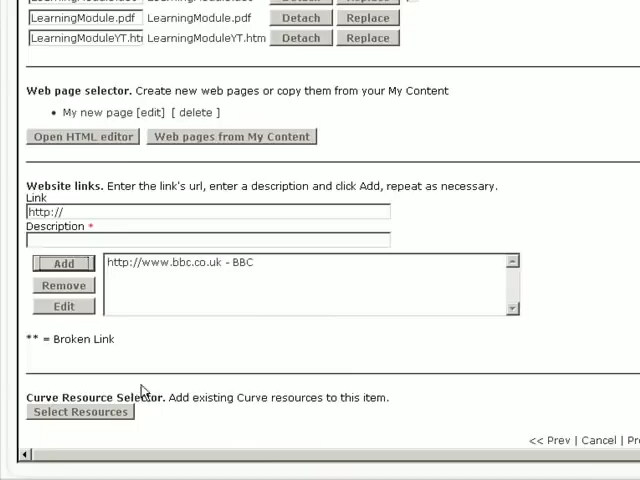 LearningModule.pdf LearningModule.pdf Detach Replace
LearningModuleYT.htm LearningModuleYT.htm Detach Replace
Web page selector. Create new web pages or copy them from your My Content
• My new page [edit] [ delete ]
Open HTML editor Web pages from My Content
Website links. Enter the link's url, enter a description and click Add, repeat as necessary.
Link
http://
Description *
Add http://www.bbc.co.uk - BBC
Remove
Edit
** = Broken Link
Curve Resource Selector. Add existing Curve resources to this item.
Select Resources
<< Prev | Cancel |